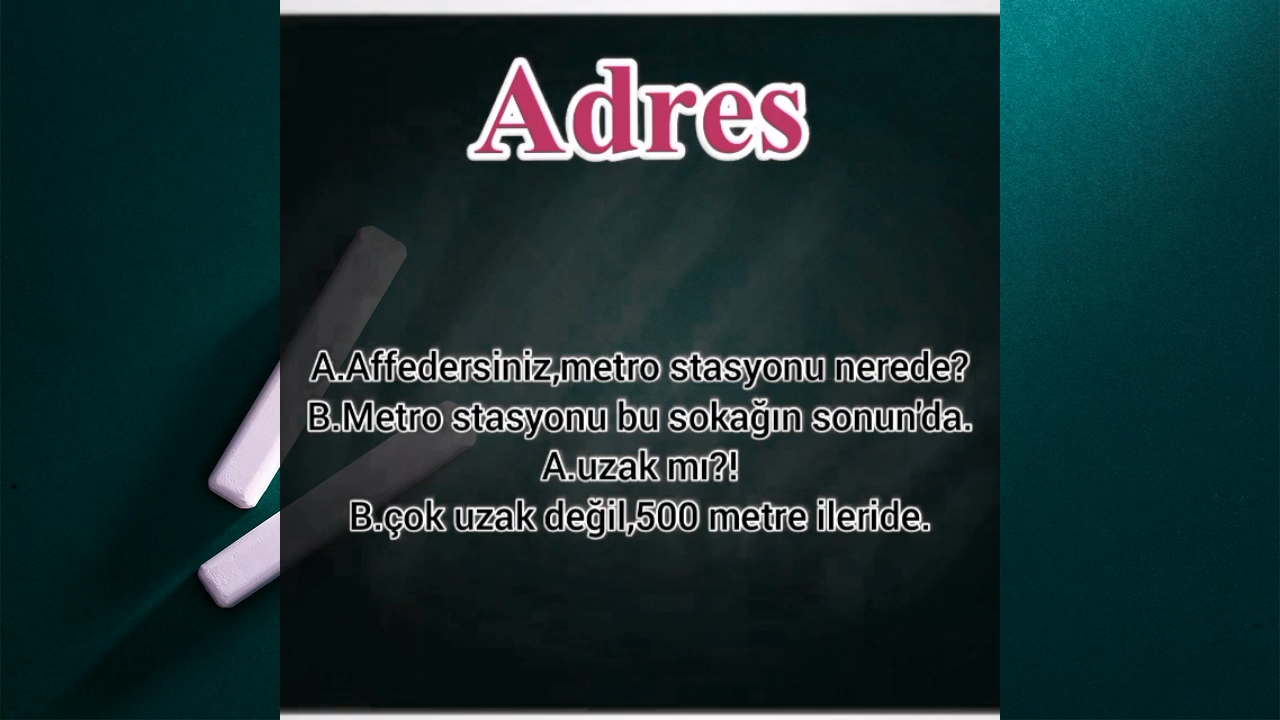 Adres
A.Affedersiniz,metro stasyonu nerede?
B.Metro stasyonu bu sokağın sonun'da.
A.uzak mı?!
B.çok uzak değil,500 metre ileride.